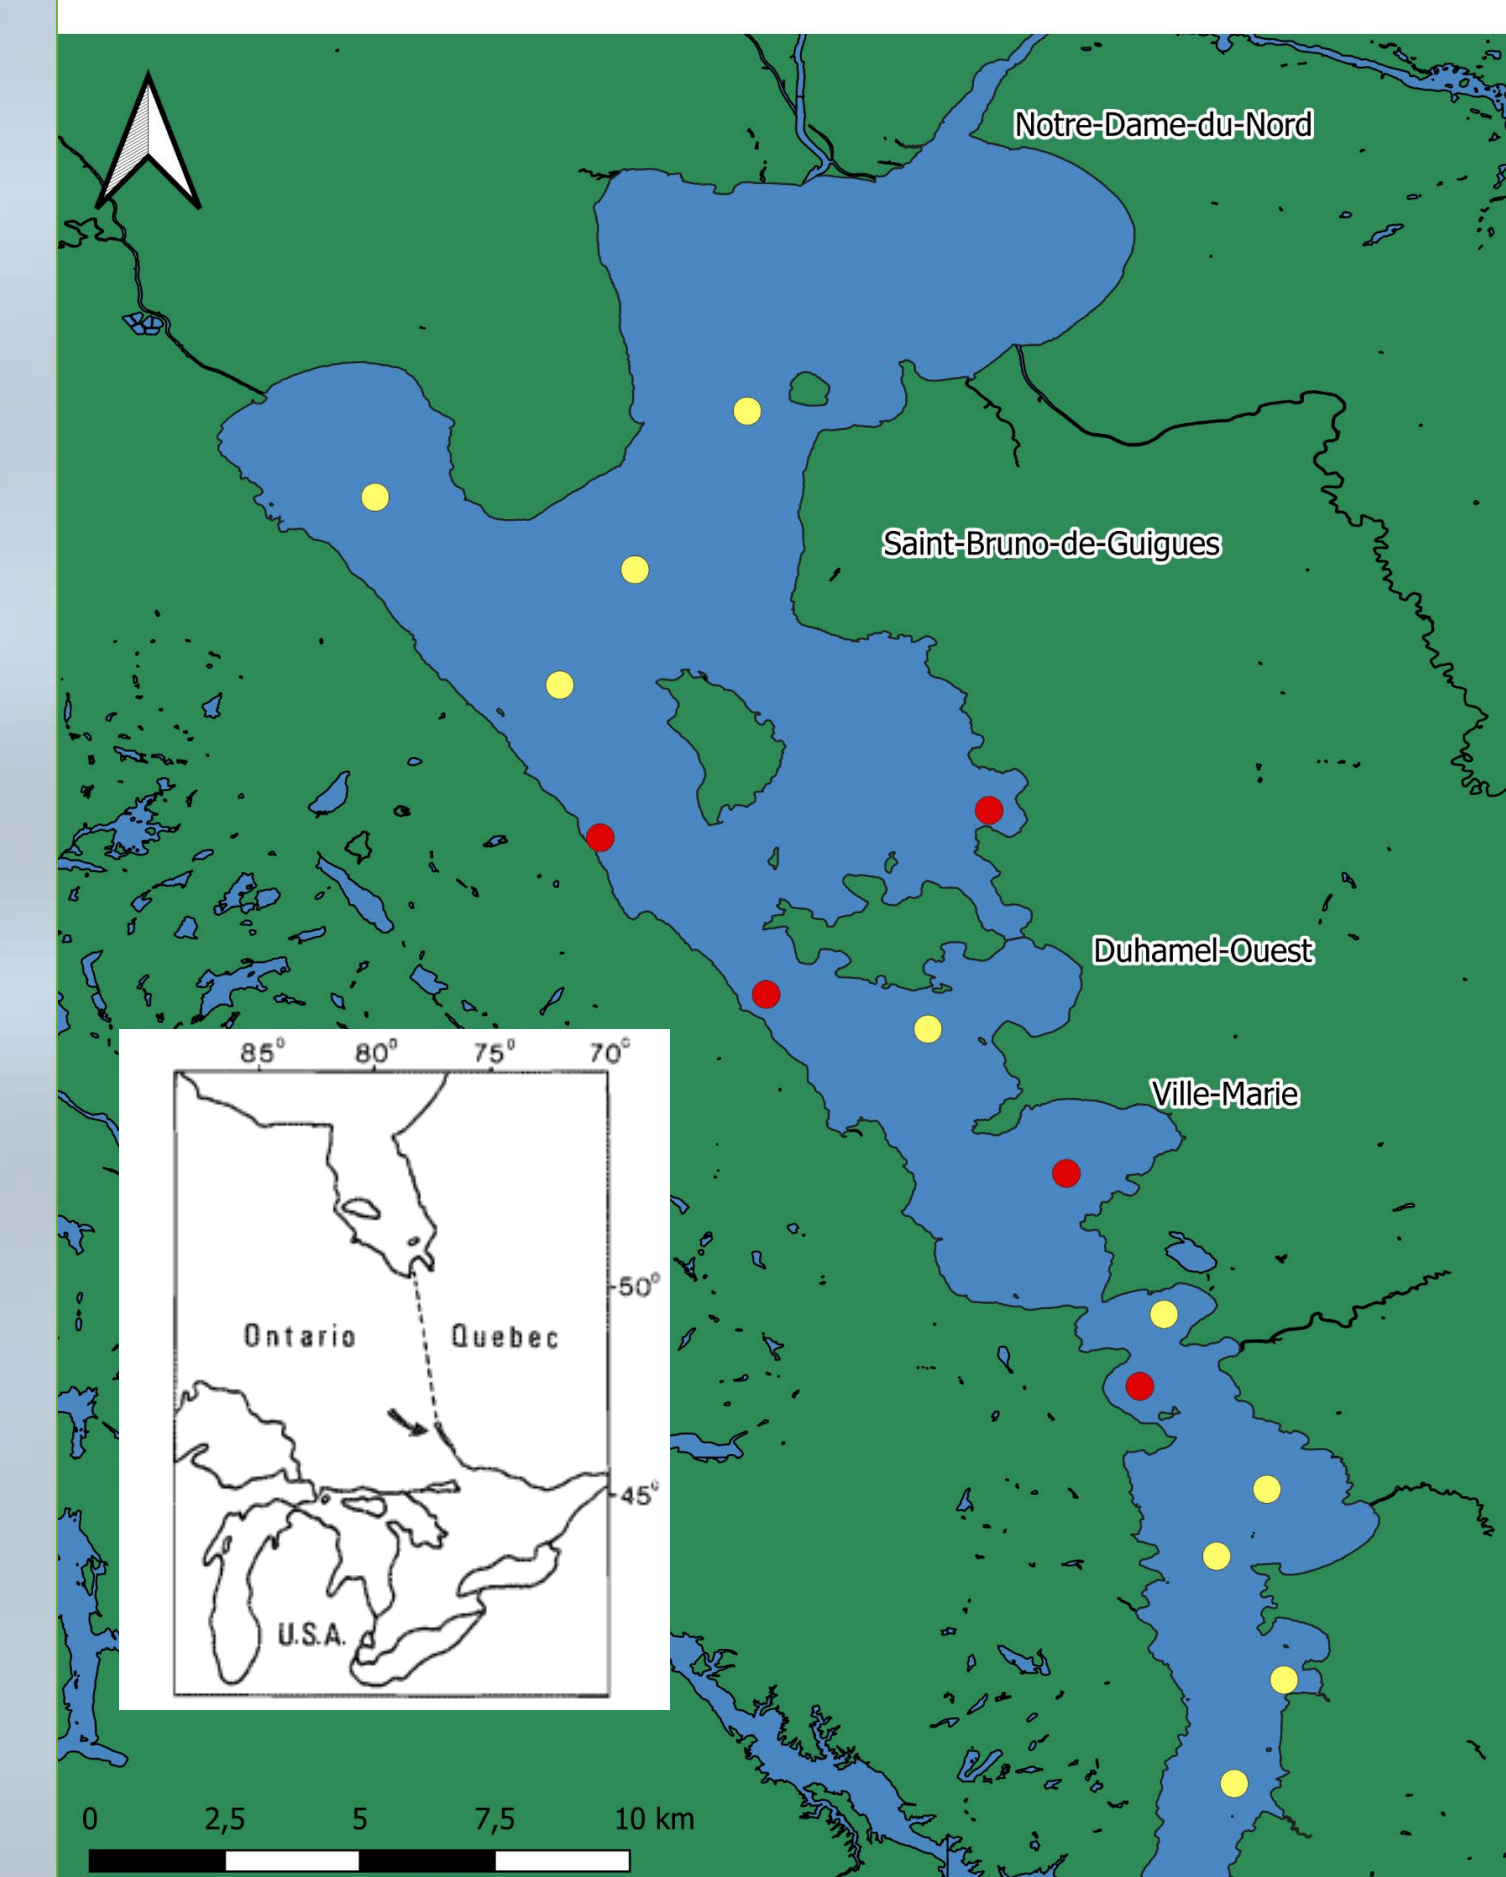 Notre-Dame-du-Nord
Saint-Bruno-de-Guigues
Duhamel-Ouest
Ville-Marie
85° 80° 75° 70°
50°
Ontario Quebec
45°
U.S.A.
0 2,5 5 7,5 10 km